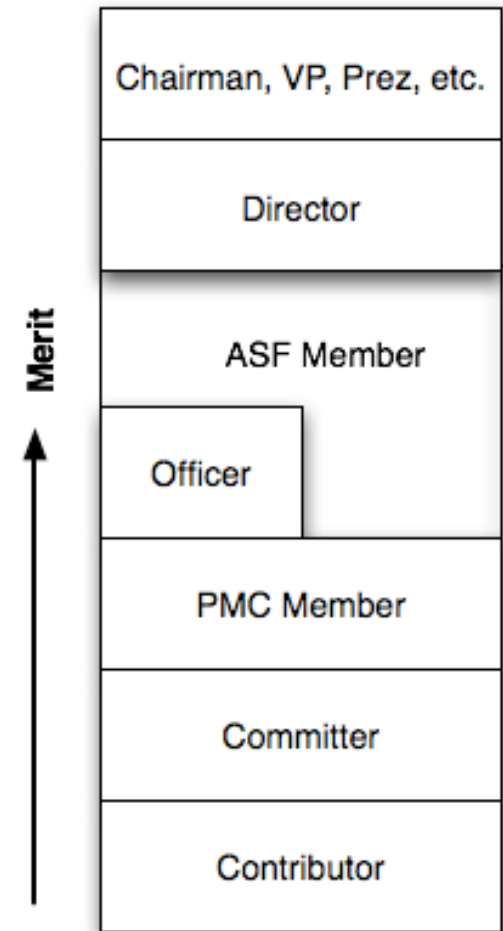 Chairman, VP, Prez, etc.
Director
ASF Member
Merit
Officer
PMC Member
Committer
Contributor